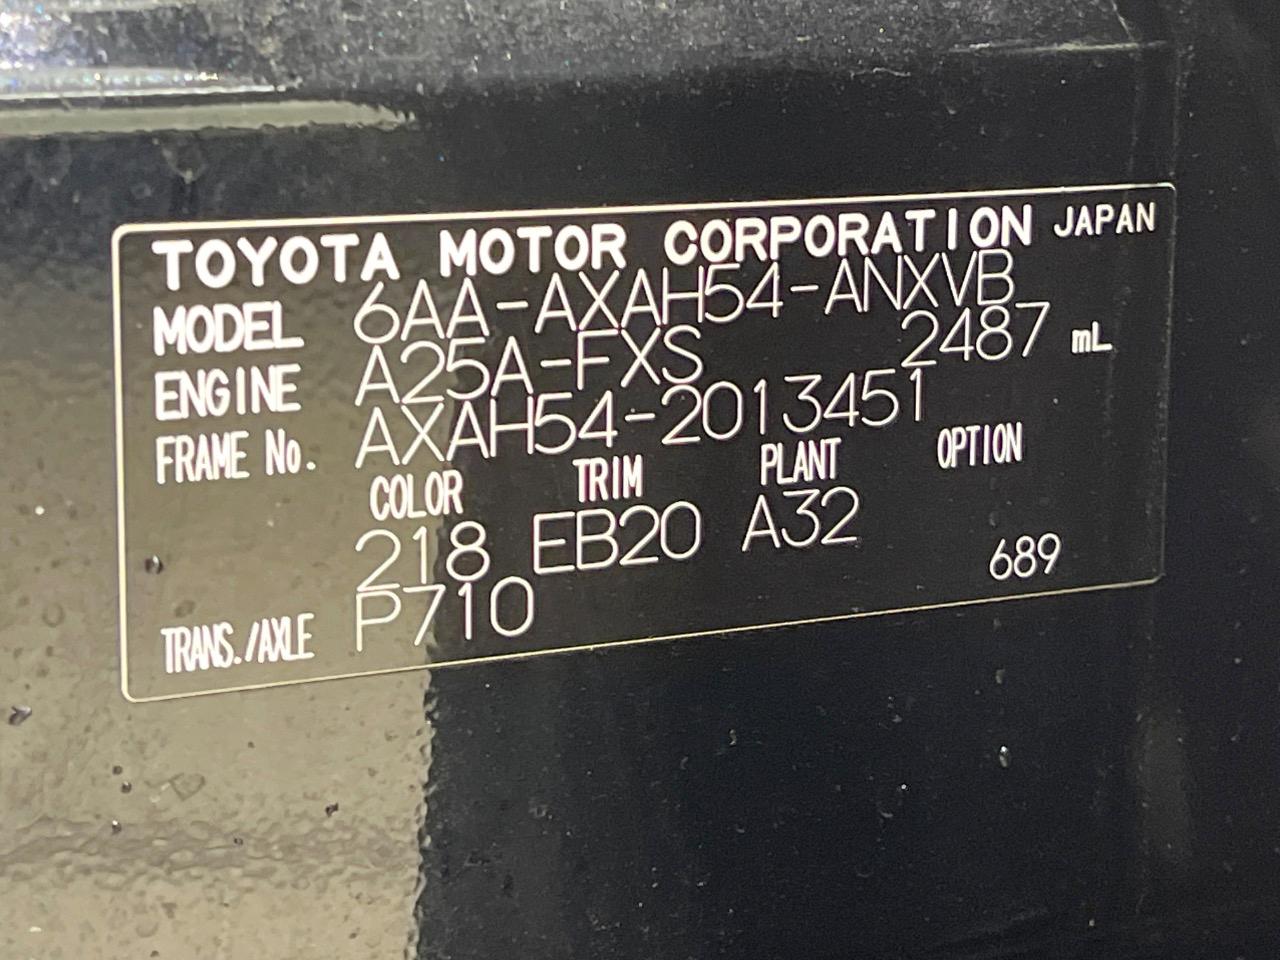 TOYOTA MOTOR CORPORATION JAPAN
MODEL 6AA-AXAH54-ANXVB
ENGINE A25A-FXS 2487 mL
FRAME No. AXAH54-2013451
COLOR TRIM PLANT OPTION
218 EB20 A32
689
TRANS./AXLE P710